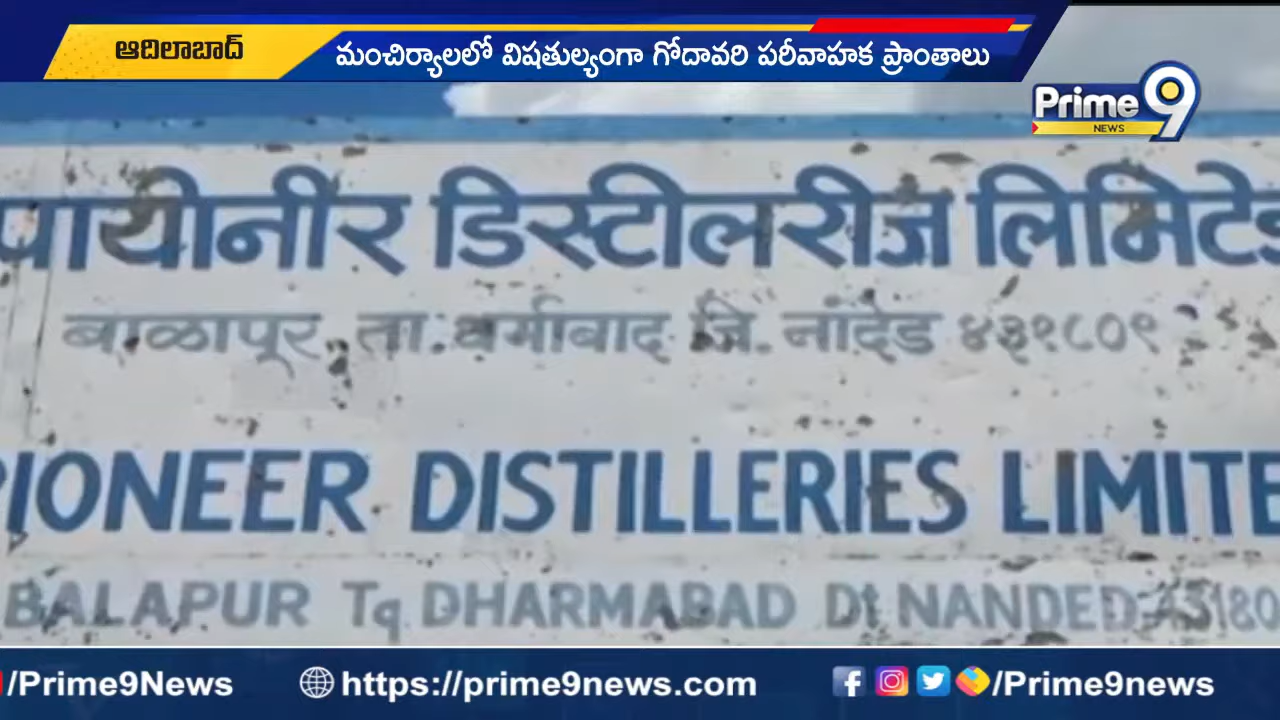 ఆదిలాబాద్
మంచిర్యాలలో విషతుల్యంగా గోదావరి పరీవాహక ప్రాంతాలు
Prime9
NEWS
पायोनीर डिस्टीलरीज लिमिटेड
बाळापूर ता. धर्माबाद जि. नांदेड ४३१८०९
PIONEER DISTILLERIES LIMITE
BALAPUR Tq DHARMABAD Dt NANDED-43180
/Prime9News
https://prime9news.com
/Prime9news